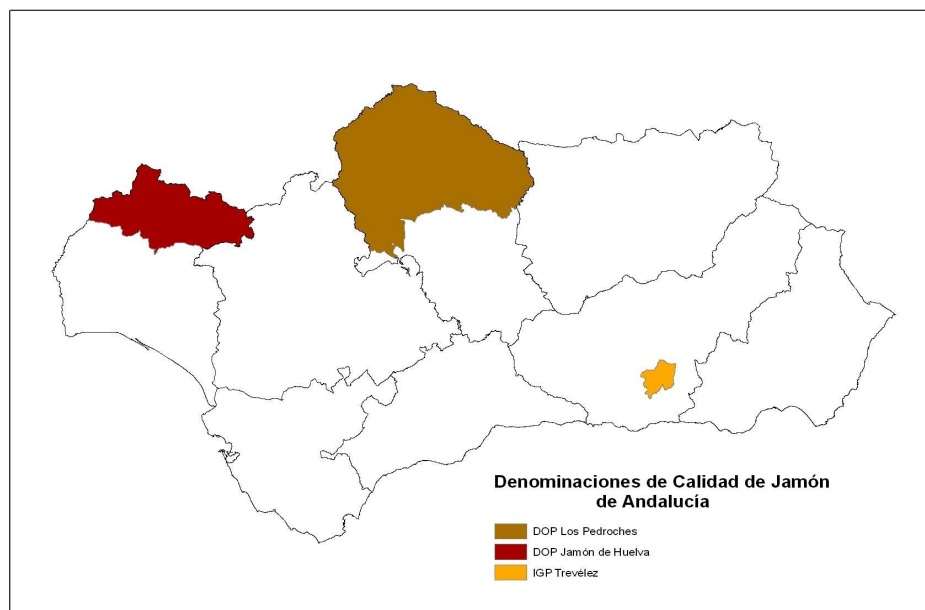 Denominaciones de Calidad de Jamón
de Andalucía
DOP Los Pedroches
DOP Jamón de Huelva
IGP Trevélez